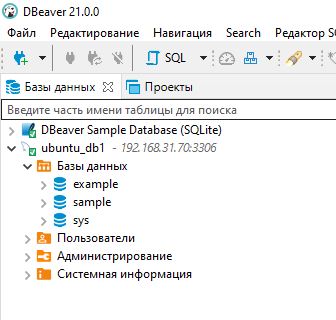 DBeaver 21.0.0
Файл Редактирование Навигация Search Редактор S
SQL
Базы данных Проекты
Введите часть имени таблицы для поиска
DBeaver Sample Database (SQLite)
ubuntu_db1 - 192.168.31.70:3306
Базы данных
example
sample
sys
Пользователи
Администрирование
Системная информация